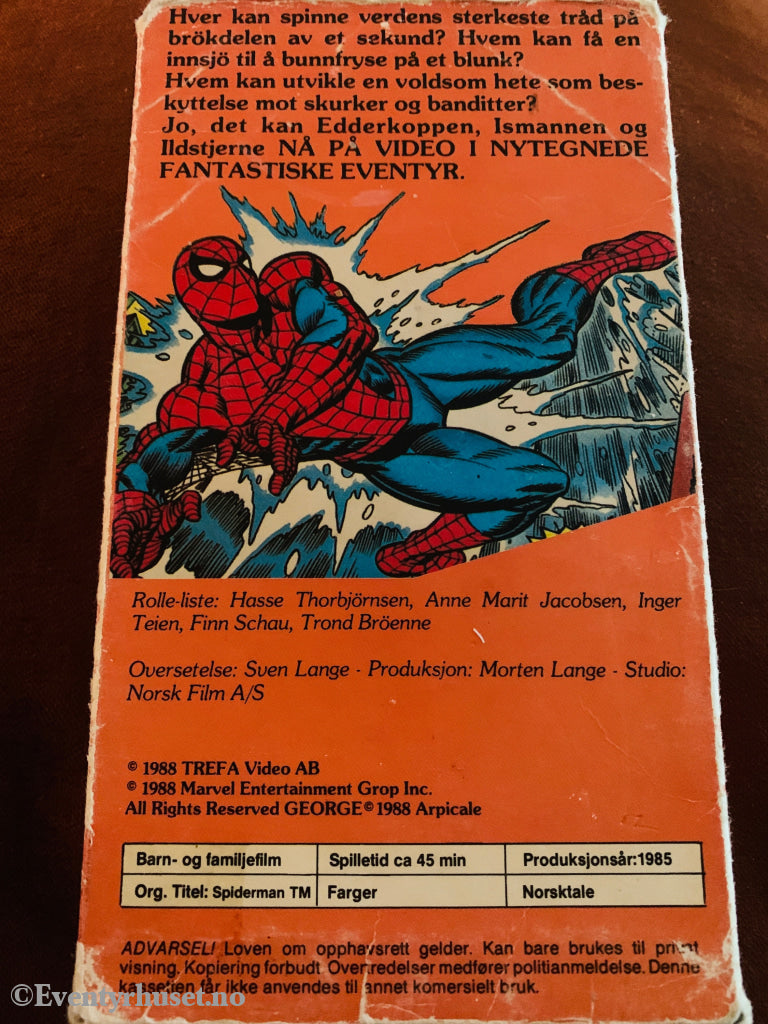 Hver kan spinne verdens sterkeste tråd på
brökdelen av et sekund? Hvem kan få en
innsjö til å bunnfryse på et blunk?
Hvem kan utvikle en voldsom hete som bes-
kyttelse mot skurker og banditter?
Jo, det kan Edderkoppen, Ismannen og
Ildstjerne NÅ PÅ VIDEO I NYTEGNEDE
FANTASTISKE EVENTYR.
Rolle-liste: Hasse Thorbjörnsen, Anne Marit Jacobsen, Inger
Teien, Finn Schau, Trond Bröenne
Oversetelse: Sven Lange - Produksjon: Morten Lange - Studio:
Norsk Film A/S
© 1988 TREFA Video AB
© 1988 Marvel Entertainment Grop Inc.
All Rights Reserved GEORGE © 1988 Arpicale
Barn- og familjefilm Spilletid ca 45 min Produksjonsår:1985
Org. Titel: Spiderman TM Farger Norsktale
ADVARSEL! Loven om opphavsrett gelder. Kan bare brukes til privat
visning. Kopiering forbudt. Overtredelser medfører politianmeldelse. Denne
kassetten får ikke anvendes til annet komersielt bruk.
©Eventyrhuset.no